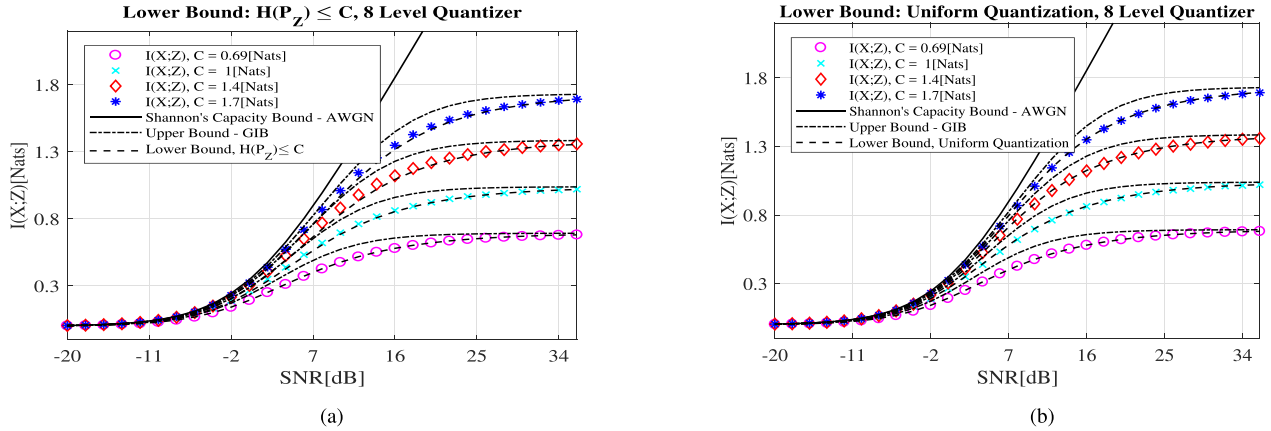 Lower Bound: H(P_Z) ≤ C, 8 Level Quantizer
I(X;Z), C = 0.69[Nats]
I(X;Z), C = 1[Nats]
I(X;Z), C = 1.4[Nats]
I(X;Z), C = 1.7[Nats]
Shannon's Capacity Bound - AWGN
Upper Bound - GIB
Lower Bound, H(P_Z) ≤ C
I(X;Z)[Nats]
1.8
1.3
0.8
0.3
-20 -11 -2 7 16 25 34
SNR[dB]
(a)
Lower Bound: Uniform Quantization, 8 Level Quantizer
I(X;Z), C = 0.69[Nats]
I(X;Z), C = 1[Nats]
I(X;Z), C = 1.4[Nats]
I(X;Z), C = 1.7[Nats]
Shannon's Capacity Bound - AWGN
Upper Bound - GIB
Lower Bound, Uniform Quantization
I(X;Z)[Nats]
1.8
1.3
0.8
0.3
-20 -11 -2 7 16 25 34
SNR[dB]
(b)